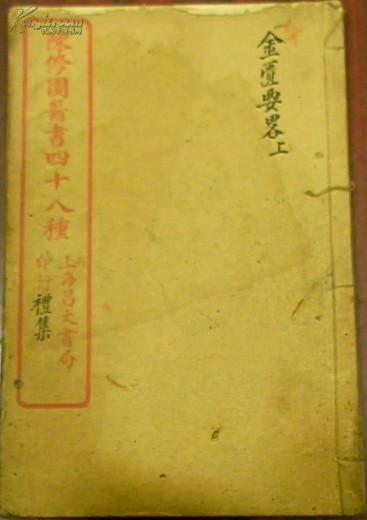 金匱要畧上
陳修園醫書四十八種
上海昌文書局
印行
禮集